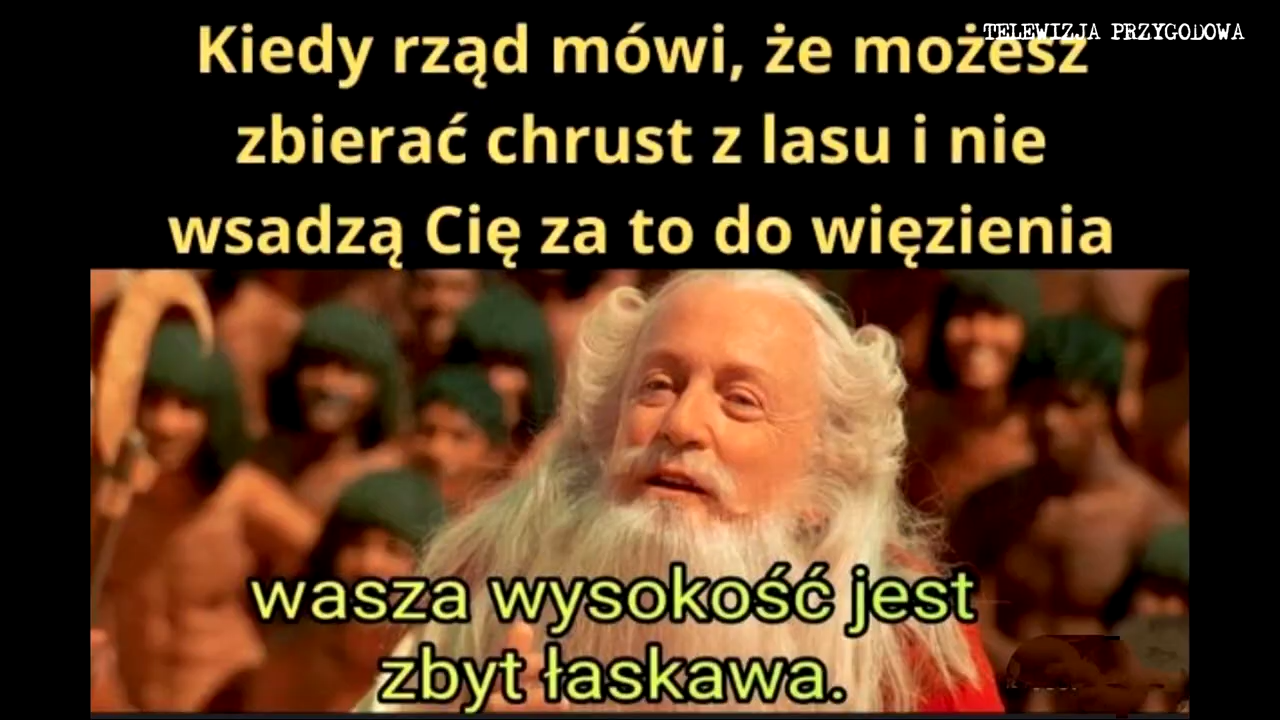 TELEWIZJA PRZYGODOWA
Kiedy rząd mówi, że możesz
zbierać chrust z lasu i nie
wsadzą Cię za to do więzienia
wasza wysokość jest
zbyt łaskawa.